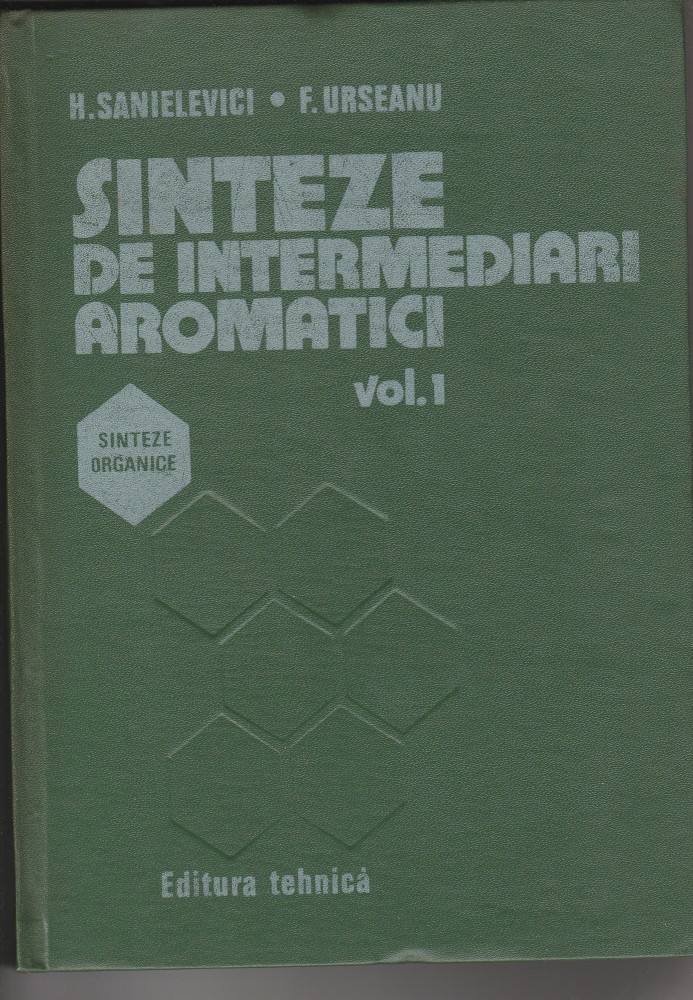 H. SANIELEVICI • F. URSEANU
SINTEZE
DE INTERMEDIARI
AROMATICI
vol. 1
SINTEZE
ORGANICE
Editura tehnică